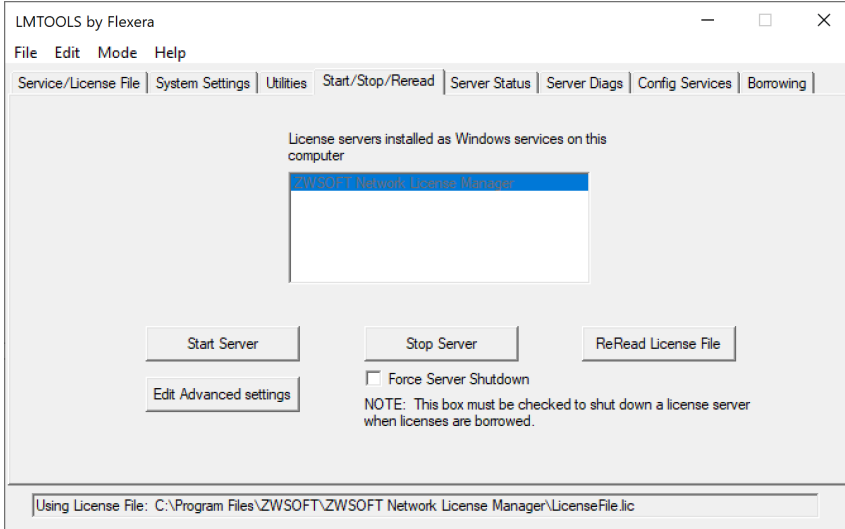 LMTOOLS by Flexera
File Edit Mode Help
Service/License File System Settings Utilities Start/Stop/Reread Server Status Server Diags Config Services Borrowing
License servers installed as Windows services on this
computer
ZWSOFT Network License Manager
Start Server Stop Server ReRead License File
Force Server Shutdown
Edit Advanced settings
NOTE: This box must be checked to shut down a license server
when licenses are borrowed.
Using License File: C:\Program Files\ZWSOFT\ZWSOFT Network License Manager\LicenseFile.lic